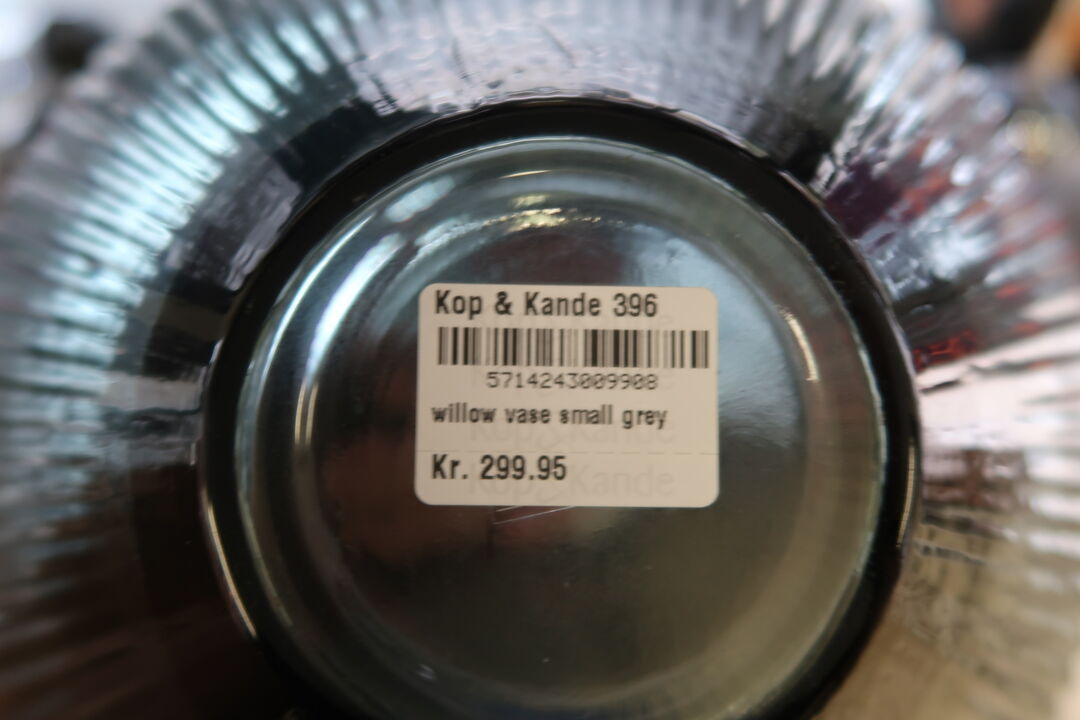 Kop & Kande 396
5714243009908
willow vase small grey
Kr. 299.95